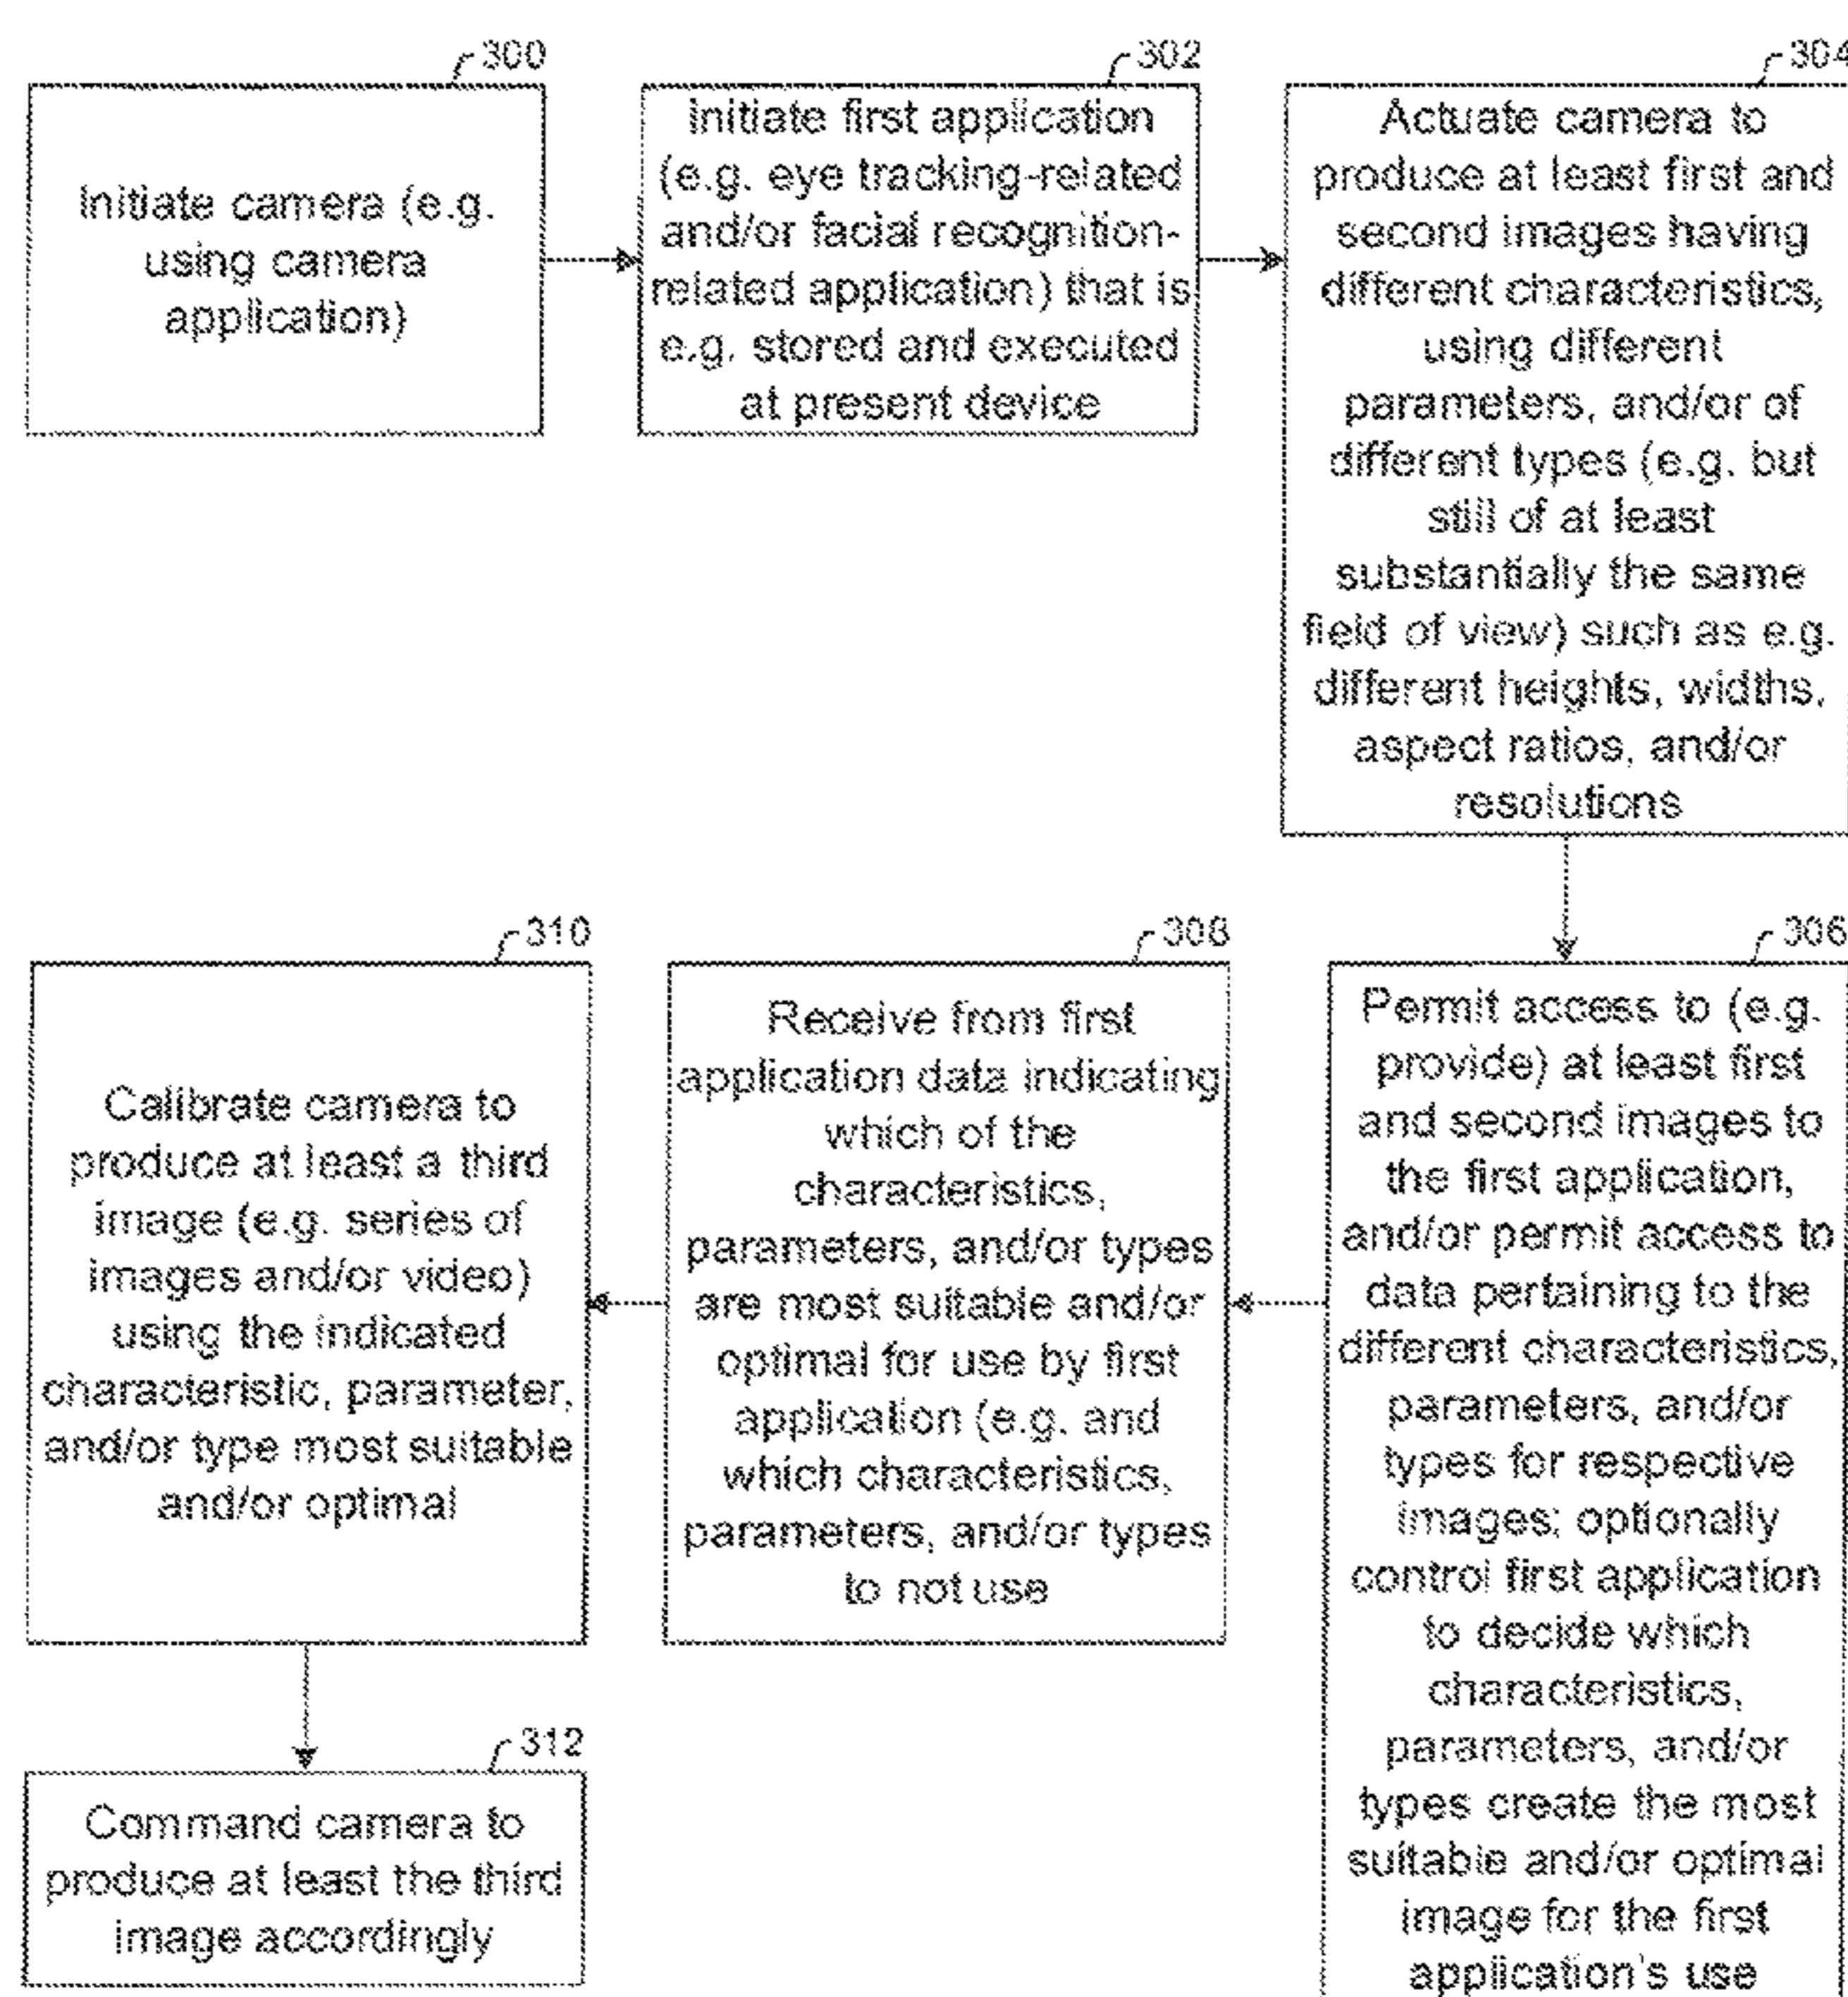 300
Initiate camera (e.g.
using camera
application)
302
Initiate first application
(e.g. eye tracking-related
and/or facial recognition-
related application) that is
e.g. stored and executed
at present device
304
Actuate camera to
produce at least first and
second images having
different characteristics,
using different
parameters, and/or of
different types (e.g. but
still of at least
substantially the same
field of view) such as e.g.
different heights, widths,
aspect ratios, and/or
resolutions
306
Permit access to (e.g.
provide) at least first
and second images to
the first application,
and/or permit access to
data pertaining to the
different characteristics,
parameters, and/or
types for respective
images; optionally
control first application
to decide which
characteristics,
parameters, and/or
types create the most
suitable and/or optimal
image for the first
application's use
308
Receive from first
application data indicating
which of the
characteristics,
parameters, and/or types
are most suitable and/or
optimal for use by first
application (e.g. and
which characteristics,
parameters, and/or types
to not use
310
Calibrate camera to
produce at least a third
image (e.g. series of
images and/or video)
using the indicated
characteristic, parameter,
and/or type most suitable
and/or optimal
312
Command camera to
produce at least the third
image accordingly